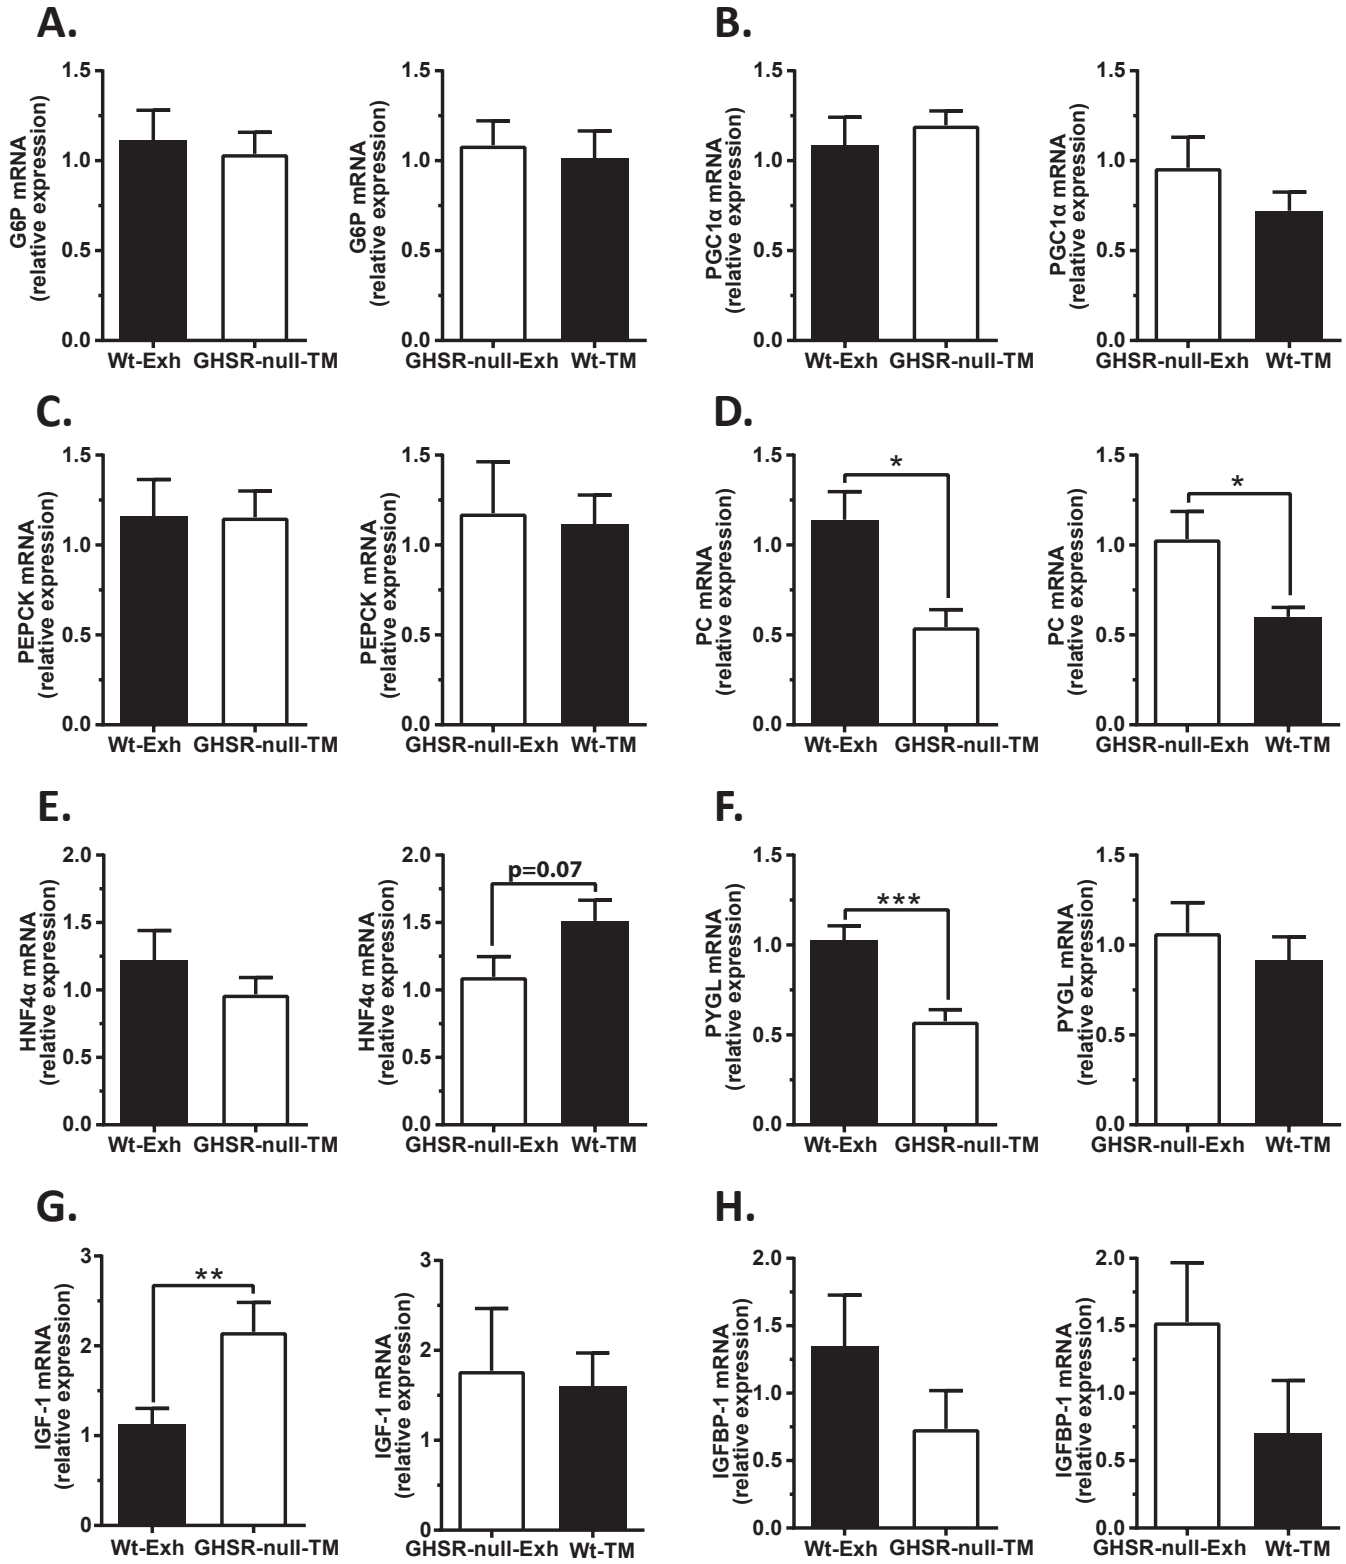 A.
G6P mRNA
(relative expression)
1.5
1.0
0.5
0.0
Wt-Exh GHSR-null-TM
G6P mRNA
(relative expression)
1.5
1.0
0.5
0.0
GHSR-null-Exh Wt-TM
B.
PGC1α mRNA
(relative expression)
1.5
1.0
0.5
0.0
Wt-Exh GHSR-null-TM
PGC1α mRNA
(relative expression)
1.5
1.0
0.5
0.0
GHSR-null-Exh Wt-TM
C.
PEPCK mRNA
(relative expression)
1.5
1.0
0.5
0.0
Wt-Exh GHSR-null-TM
PEPCK mRNA
(relative expression)
1.5
1.0
0.5
0.0
GHSR-null-Exh Wt-TM
D.
PC mRNA
(relative expression)
1.5
1.0
0.5
0.0
*
Wt-Exh GHSR-null-TM
PC mRNA
(relative expression)
1.5
1.0
0.5
0.0
*
GHSR-null-Exh Wt-TM
E.
HNF4α mRNA
(relative expression)
2.0
1.5
1.0
0.5
0.0
Wt-Exh GHSR-null-TM
HNF4α mRNA
(relative expression)
2.0
1.5
1.0
0.5
0.0
p=0.07
GHSR-null-Exh Wt-TM
F.
PYGL mRNA
(relative expression)
1.5
1.0
0.5
0.0
***
Wt-Exh GHSR-null-TM
PYGL mRNA
(relative expression)
1.5
1.0
0.5
0.0
GHSR-null-Exh Wt-TM
G.
IGF-1 mRNA
(relative expression)
3
2
1
0
**
Wt-Exh GHSR-null-TM
IGF-1 mRNA
(relative expression)
3
2
1
0
GHSR-null-Exh Wt-TM
H.
IGFBP-1 mRNA
(relative expression)
2.0
1.5
1.0
0.5
0.0
Wt-Exh GHSR-null-TM
IGFBP-1 mRNA
(relative expression)
2.0
1.5
1.0
0.5
0.0
GHSR-null-Exh Wt-TM